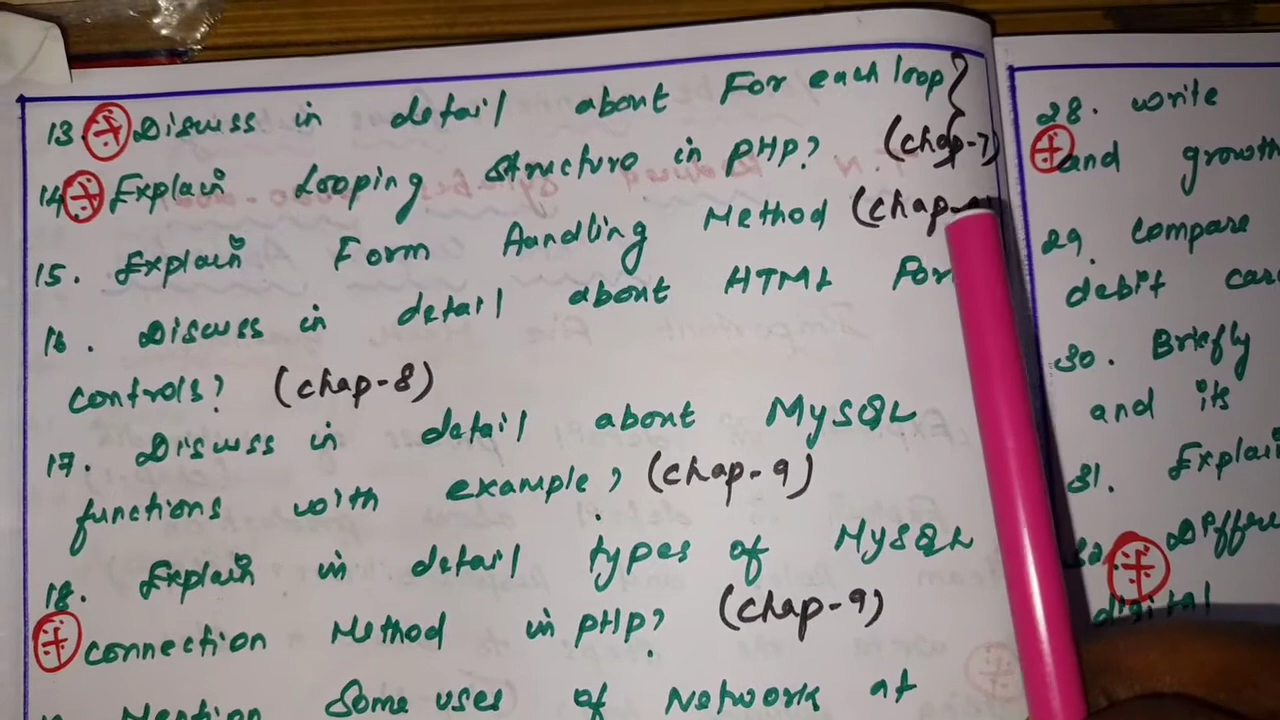 13. Discuss in detail about For each loop
14. Explain Looping Structure in PHP? (chap-7)
15. Explain Form Handling Method (chap-
16. Discuss in detail about HTML For
controls? (chap-8)
17. Discuss in detail about MySQL
functions with example? (chap-9)
18. Explain in detail types of MySQL
connection Method in PHP? (chap-9)
Mention Some uses of Network at
28. write
and growth
29. compare
debit
30. Briefly
and its
31. Explain
32. Differe
digital